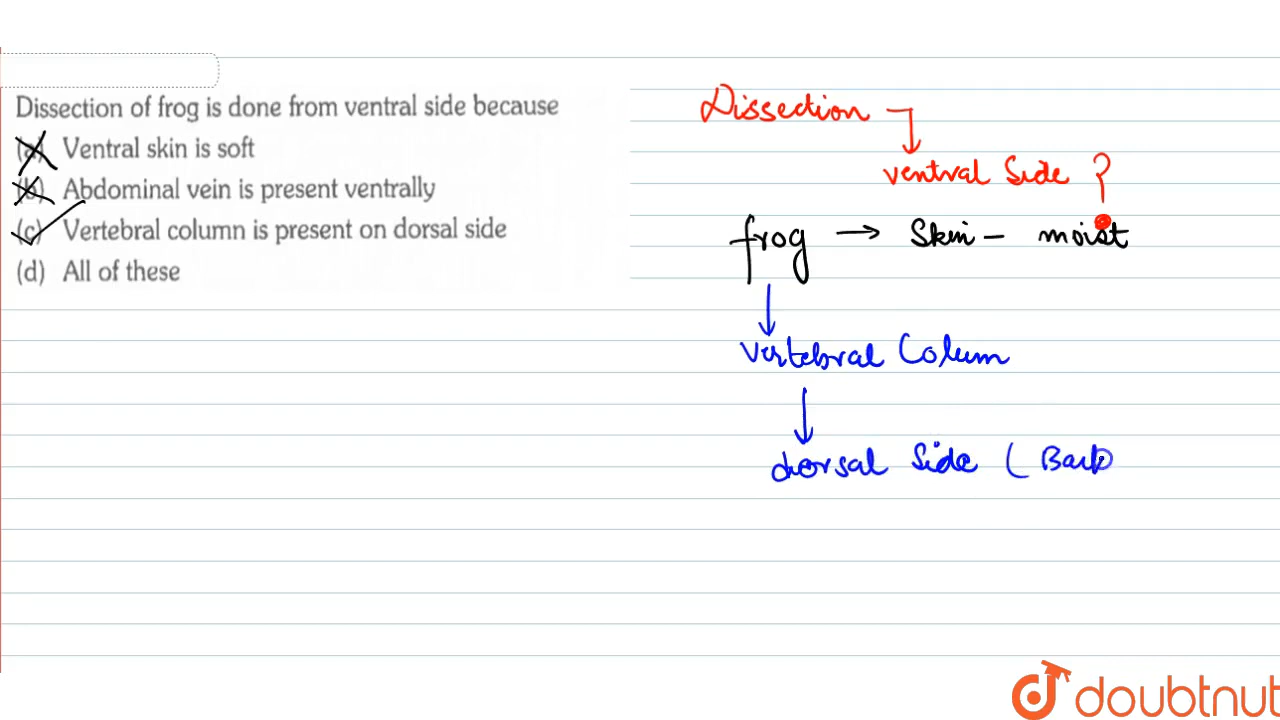 Dissection of frog is done from ventral side because
(a) Ventral skin is soft
(b) Abdominal vein is present ventrally
(c) Vertebral column is present on dorsal side
(d) All of these
Dissection
ventral Side ?
frog → Skin - moist
Vertebral Colum
dorsal Side ( Back
doubtnut